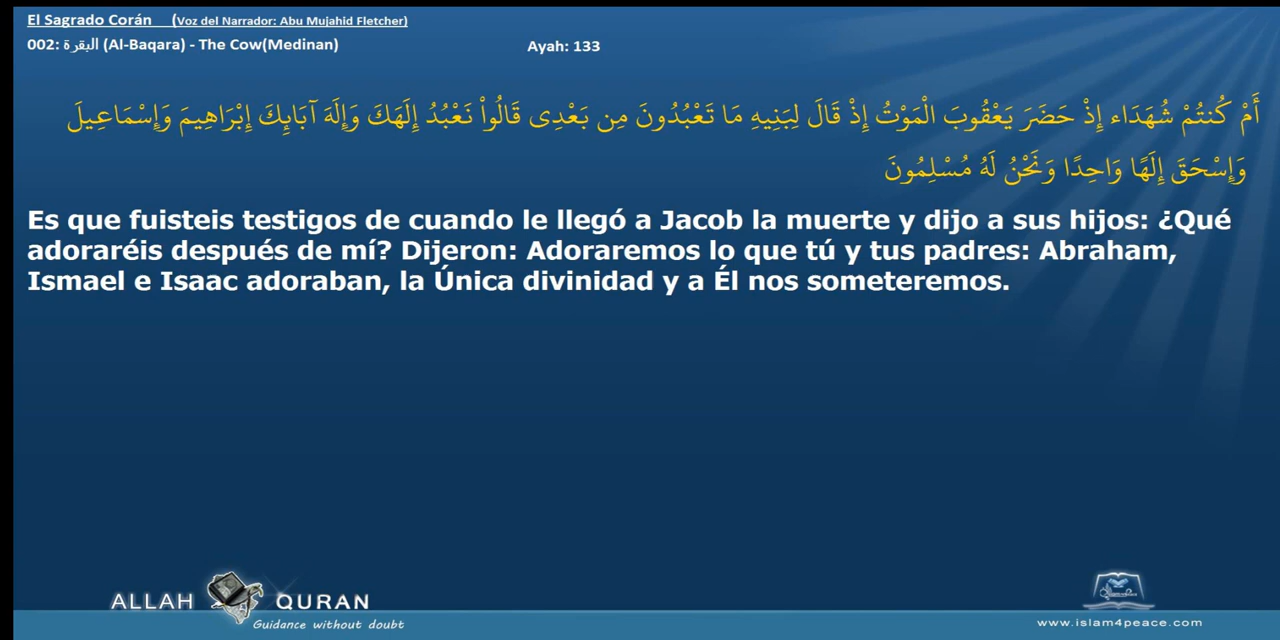 El Sagrado Corán (Voz del Narrador: Abu Mujahid Fletcher)
002: البقرة (Al-Baqara) - The Cow(Medinan) Ayah: 133
أَمْ كُنتُمْ شُهَدَاء إِذْ حَضَرَ يَعْقُوبَ الْمَوْتُ إِذْ قَالَ لِبَنِيهِ مَا تَعْبُدُونَ مِن بَعْدِى قَالُواْ نَعْبُدُ إِلَهَكَ وَإِلَهَ آبَائِكَ إِبْرَاهِيمَ وَإِسْمَاعِيلَ
وَإِسْحَقَ إِلَهًا وَاحِدًا وَنَحْنُ لَهُ مُسْلِمُونَ
Es que fuisteis testigos de cuando le llegó a Jacob la muerte y dijo a sus hijos: ¿Qué
adoraréis después de mí? Dijeron: Adoraremos lo que tú y tus padres: Abraham,
Ismael e Isaac adoraban, la Única divinidad y a Él nos someteremos.
ALLAH QURAN
Guidance without doubt
www.islam4peace.com